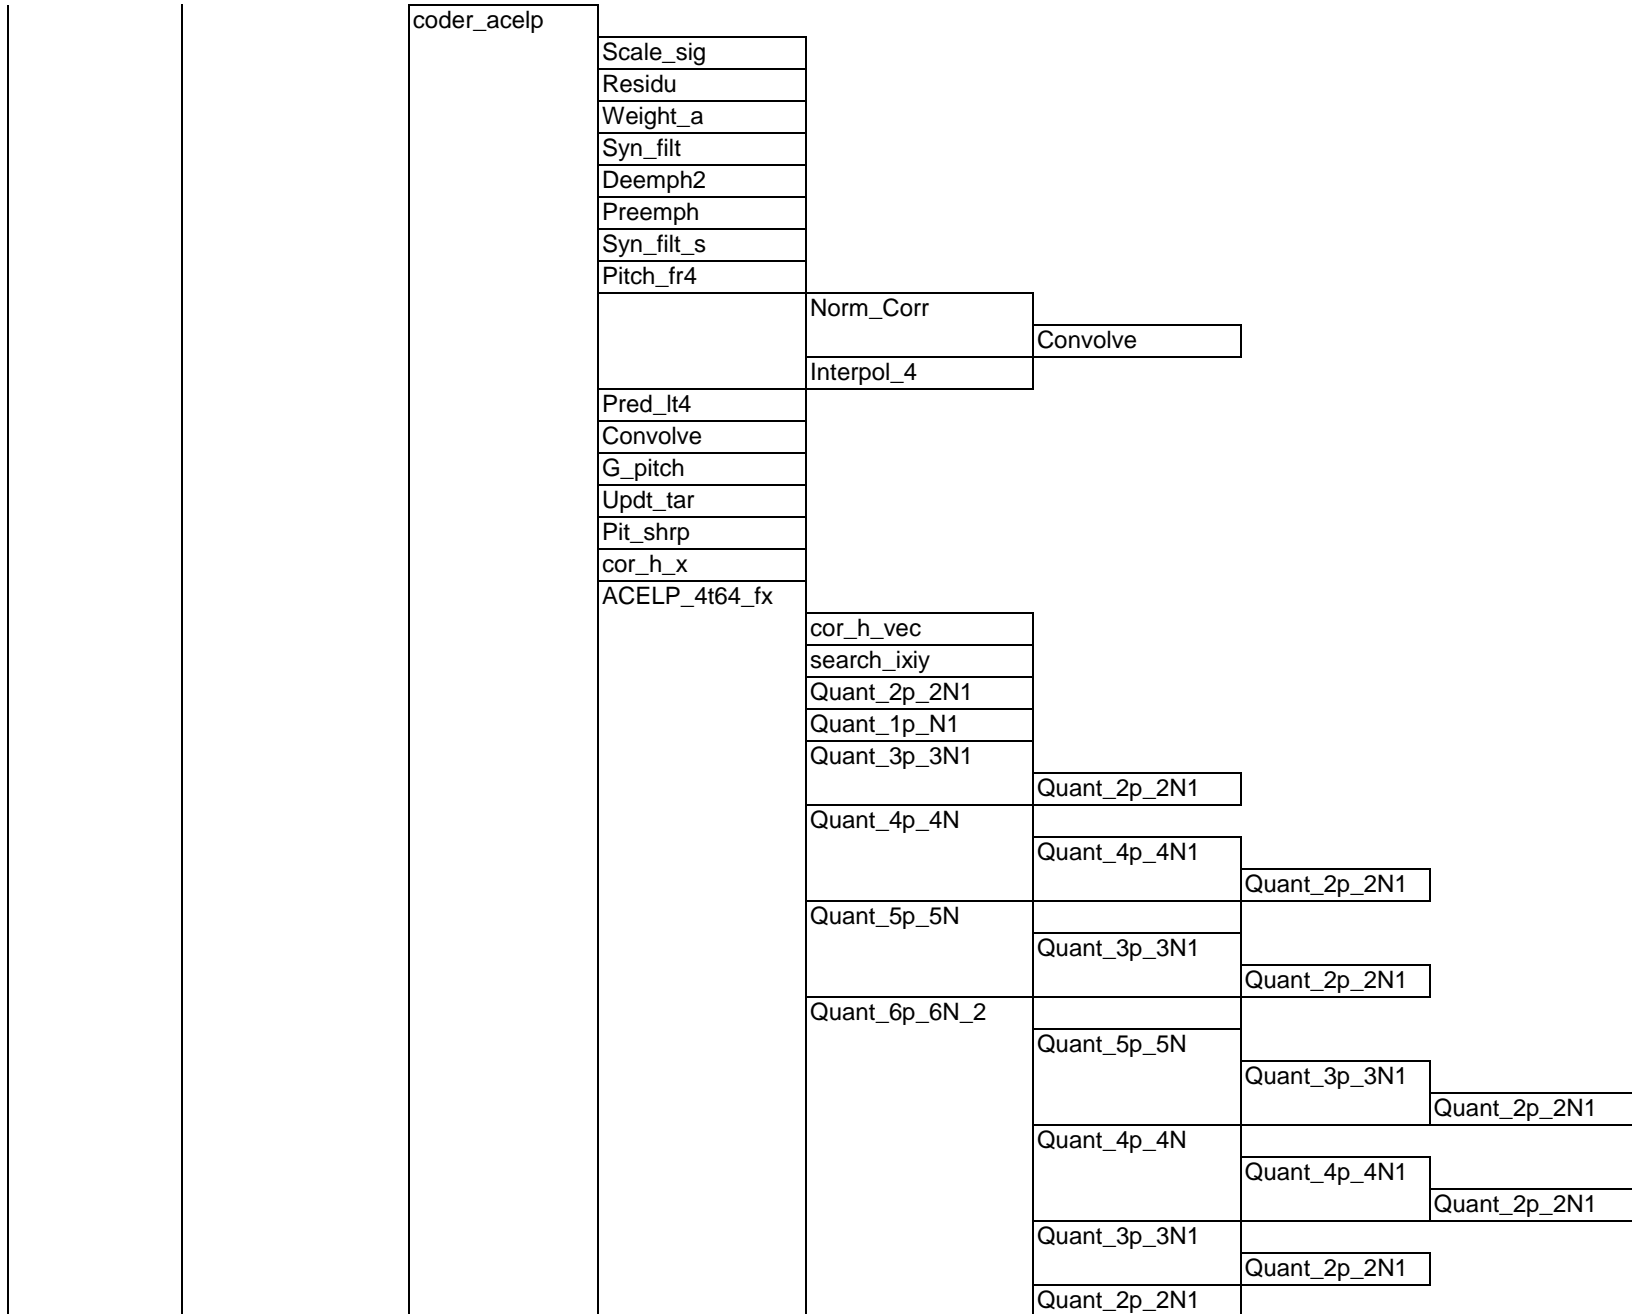 coder_acelp
Scale_sig
Residu
Weight_a
Syn_filt
Deemph2
Preemph
Syn_filt_s
Pitch_fr4
Norm_Corr
Convolve
Interpol_4
Pred_lt4
Convolve
G_pitch
Updt_tar
Pit_shrp
cor_h_x
ACELP_4t64_fx
cor_h_vec
search_ixiy
Quant_2p_2N1
Quant_1p_N1
Quant_3p_3N1
Quant_2p_2N1
Quant_4p_4N
Quant_4p_4N1
Quant_2p_2N1
Quant_5p_5N
Quant_3p_3N1
Quant_2p_2N1
Quant_6p_6N_2
Quant_5p_5N
Quant_3p_3N1
Quant_2p_2N1
Quant_4p_4N
Quant_4p_4N1
Quant_2p_2N1
Quant_3p_3N1
Quant_2p_2N1
Quant_2p_2N1